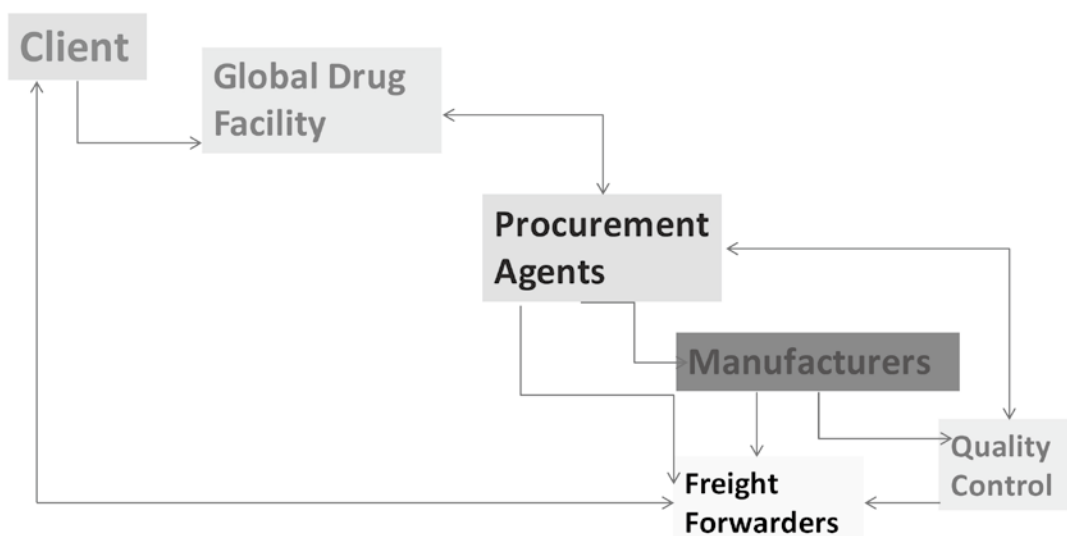 Client
Global Drug
Facility
Procurement
Agents
Manufacturers
Quality
Control
Freight
Forwarders